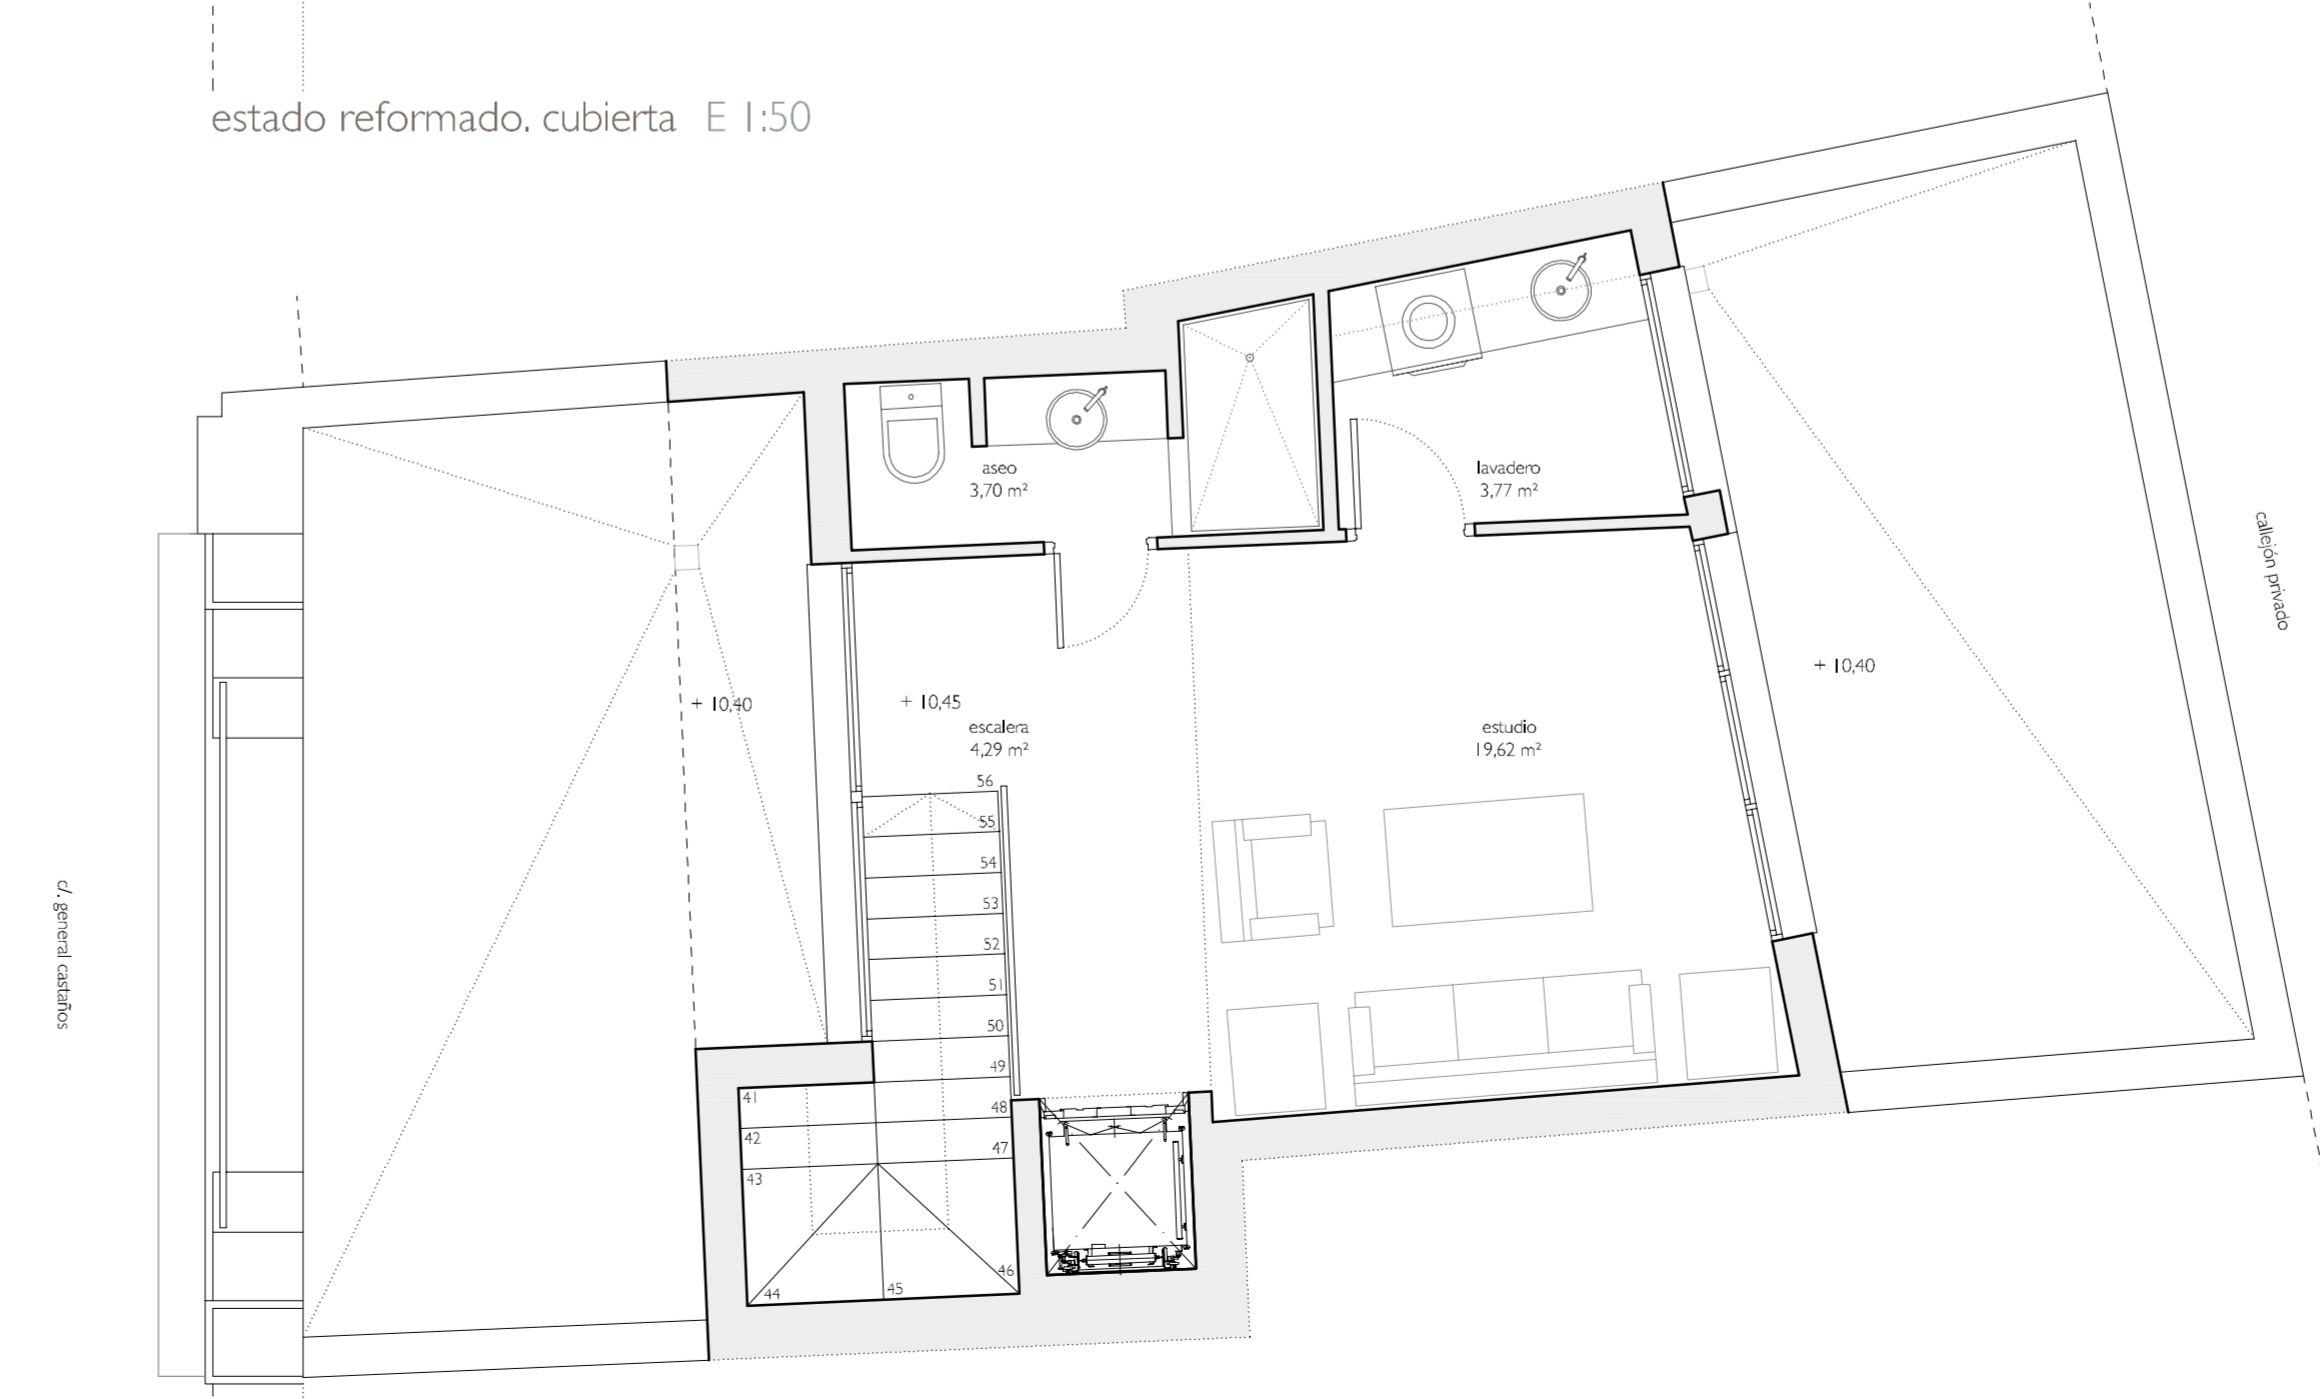 estado reformado. cubierta E 1:50
aseo
3,70 m²
lavadero
3,77 m²
callejón privado
+ 10,40
+ 10,40
+ 10,45
escalera
4,29 m²
estudio
19,62 m²
56
55
54
53
52
51
50
49
48
47
46
45
44
43
42
41
c/. general castaños